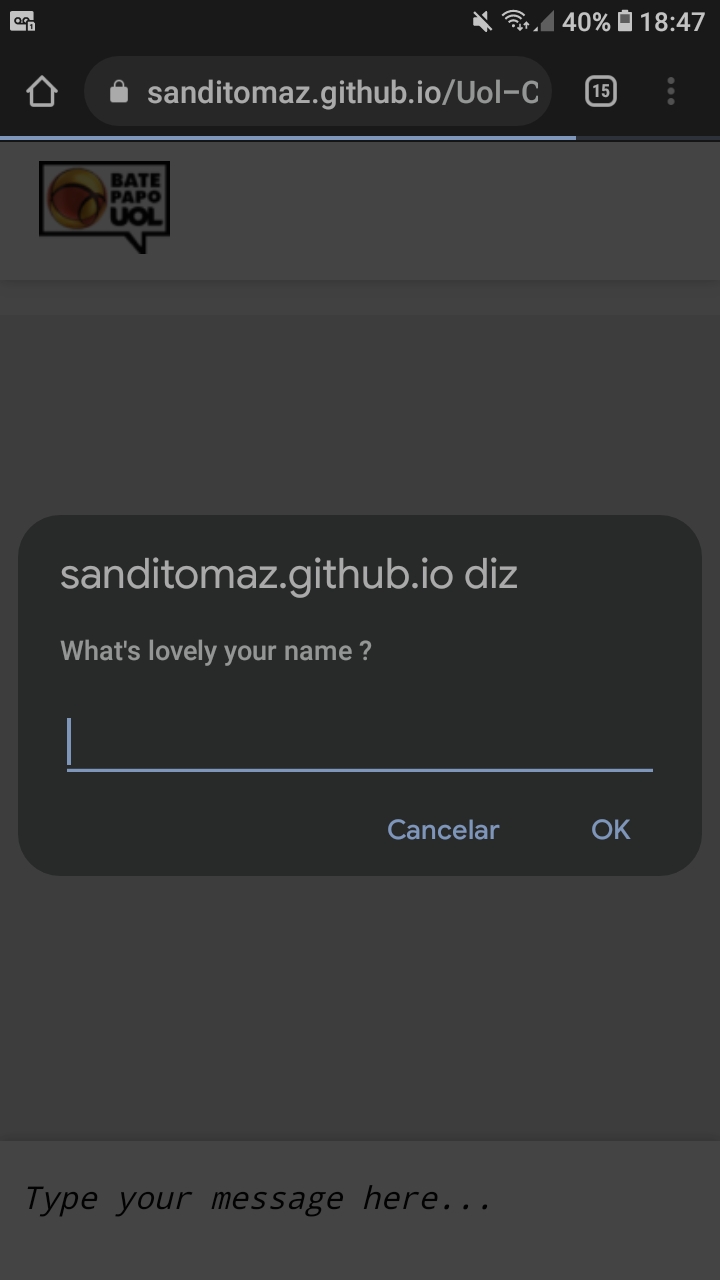 40% 18:47
sanditomaz.github.io/Uol-C
15
BATE
PAPO
UOL
sanditomaz.github.io diz
What's lovely your name ?
Cancelar OK
Type your message here...